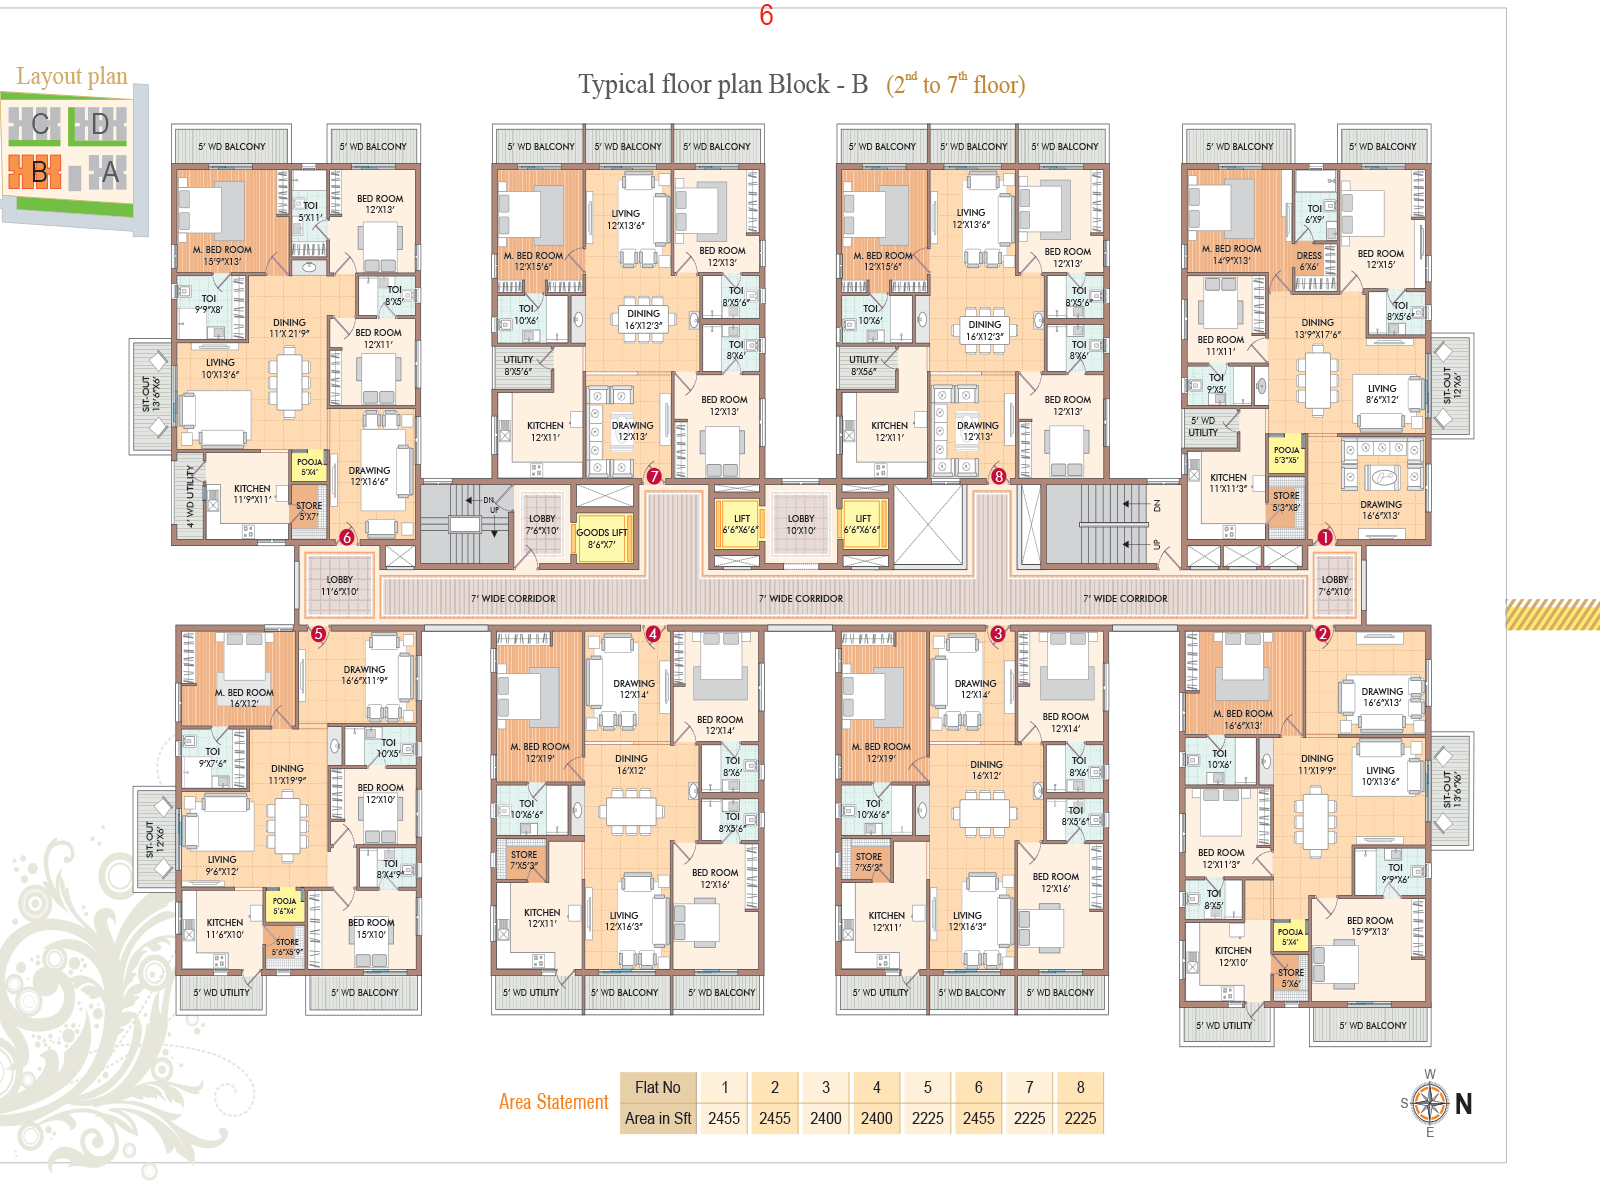 6
Layout plan
C
D
B
A
Typical floor plan Block - B (2nd to 7th floor)
5' WD BALCONY
5' WD BALCONY
M. BED ROOM
15'9"X13'
TOI
5'X11'
BED ROOM
12'X13'
TOI
9'9"X8'
TOI
8'X5'
DINING
11'X 21'9"
BED ROOM
12'X11'
LIVING
10'X13'6"
SIT-OUT
13'6"X6'
POOJA
5'X4'
DRAWING
12'X16'6"
4' WD UTILITY
KITCHEN
11'9"X11'
STORE
5'X7'
6
5' WD BALCONY
5' WD BALCONY
5' WD BALCONY
M. BED ROOM
12'X15'6"
LIVING
12'X13'6"
BED ROOM
12'X13'
TOI
10'X6'
DINING
16'X12'3"
TOI
8'X5'6"
TOI
8'X6'
UTILITY
8'X5'6"
KITCHEN
12'X11'
DRAWING
12'X13'
BED ROOM
12'X13'
7
5' WD BALCONY
5' WD BALCONY
5' WD BALCONY
M. BED ROOM
12'X15'6"
LIVING
12'X13'6"
BED ROOM
12'X13'
TOI
10'X6'
DINING
16'X12'3"
TOI
8'X5'6"
TOI
8'X6'
UTILITY
8'X56"
KITCHEN
12'X11'
DRAWING
12'X13'
BED ROOM
12'X13'
8
5' WD BALCONY
5' WD BALCONY
M. BED ROOM
14'9"X13'
TOI
6'X9'
DRESS
6'X6'
BED ROOM
12'X15'
TOI
8'X5'6"
BED ROOM
11'X11'
DINING
13'9"X17'6"
TOI
9'X5'
LIVING
8'6"X12'
SIT-OUT
12'X6'
5' WD
UTILITY
POOJA
5'3"X5'
KITCHEN
11'X11'3"
STORE
5'3"X8'
DRAWING
16'6"X13'
1
DN
UP
LOBBY
7'6"X10'
GOODS LIFT
8'6"X7'
LIFT
6'6"X6'6"
LOBBY
10'X10'
LIFT
6'6"X6'6"
DN
UP
LOBBY
11'6"X10'
7' WIDE CORRIDOR
7' WIDE CORRIDOR
7' WIDE CORRIDOR
LOBBY
7'6"X10'
5
M. BED ROOM
16'X12'
DRAWING
16'6"X11'9"
TOI
9'X7'6"
TOI
10'X5'
DINING
11'X19'9"
BED ROOM
12'X10'
SIT-OUT
12'X6'
LIVING
9'6"X12'
TOI
8'X4'9"
POOJA
5'6"X4'
KITCHEN
11'6"X10'
STORE
5'6"X5'9"
BED ROOM
15'X10'
5' WD UTILITY
5' WD BALCONY
4
DRAWING
12'X14'
BED ROOM
12'X14'
M. BED ROOM
12'X19'
DINING
16'X12'
TOI
8'X6'
TOI
10'X6'6"
TOI
8'X5'6"
STORE
7'X5'3"
BED ROOM
12'X16'
KITCHEN
12'X11'
LIVING
12'X16'3"
5' WD UTILITY
5' WD BALCONY
5' WD BALCONY
3
DRAWING
12'X14'
BED ROOM
12'X14'
M. BED ROOM
12'X19'
DINING
16'X12'
TOI
8'X6'
TOI
10'X6'6"
TOI
8'X5'6"
STORE
7'X5'3"
BED ROOM
12'X16'
KITCHEN
12'X11'
LIVING
12'X16'3"
5' WD UTILITY
5' WD BALCONY
5' WD BALCONY
2
M. BED ROOM
16'6"X13'
DRAWING
16'6"X13'
TOI
10'X6'
DINING
11'X19'9"
LIVING
10'X13'6"
SIT-OUT
13'6"X6'
BED ROOM
12'X11'3"
TOI
9'9"X6'
TOI
8'X5'
POOJA
5'X4'
BED ROOM
15'9"X13'
KITCHEN
12'X10'
STORE
5'X6'
5' WD UTILITY
5' WD BALCONY
Area Statement
Flat No 1 2 3 4 5 6 7 8
Area in Sft 2455 2455 2400 2400 2225 2455 2225 2225
W
S
N
E